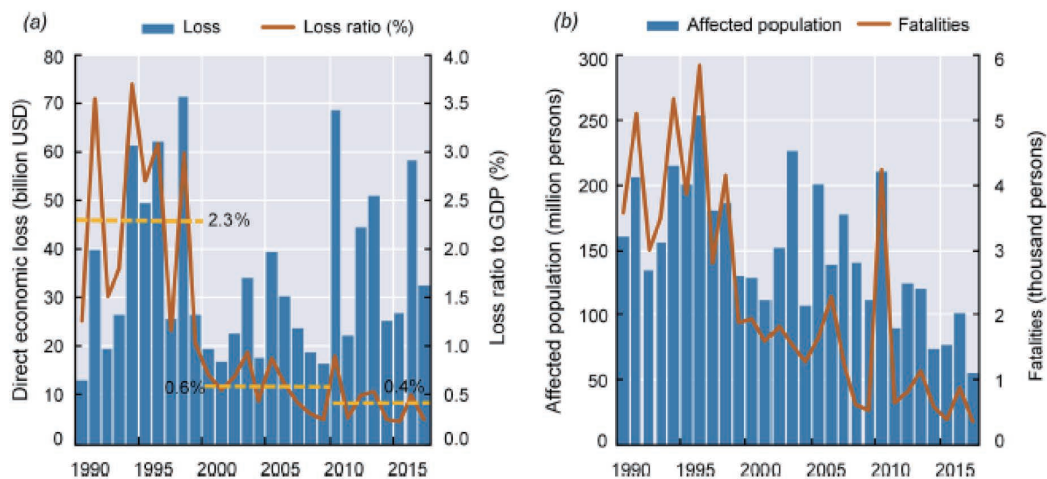 (a)
Loss
Loss ratio (%)
Direct economic loss (billion USD)
80
70
60
50
40
30
20
10
0
4.0
3.5
3.0
2.5
2.0
1.5
1.0
0.5
0.0
Loss ratio to GDP (%)
2.3%
0.6%
0.4%
1990 1995 2000 2005 2010 2015
(b)
Affected population
Fatalities
Affected population (million persons)
300
250
200
150
100
50
0
6
5
4
3
2
1
0
Fatalities (thousand persons)
1990 1995 2000 2005 2010 2015